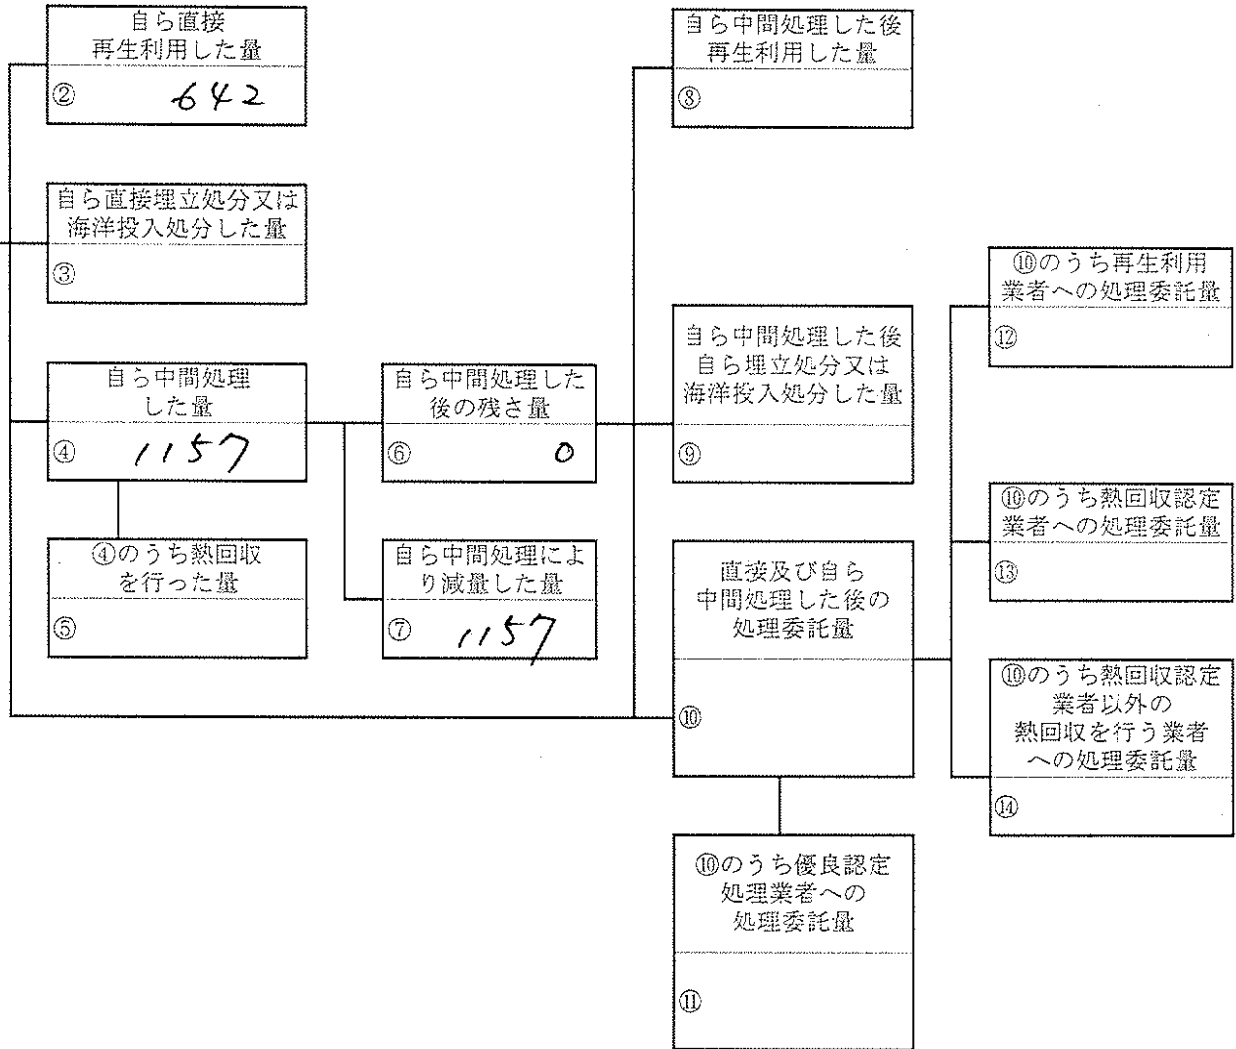 自ら直接
再生利用した量
② 642
自ら直接埋立処分又は
海洋投入処分した量
③
自ら中間処理
した量
④ 1157
④のうち熱回収
を行った量
⑤
自ら中間処理した
後の残さ量
⑥ 0
自ら中間処理によ
り減量した量
⑦ 1157
自ら中間処理した後
再生利用した量
⑧
自ら中間処理した後
自ら埋立処分又は
海洋投入処分した量
⑨
直接及び自ら
中間処理した後の
処理委託量
⑩
⑩のうち優良認定
処理業者への
処理委託量
⑪
⑩のうち再生利用
業者への処理委託量
⑫
⑩のうち熱回収認定
業者への処理委託量
⑬
⑩のうち熱回収認定
業者以外の
熱回収を行う業者
への処理委託量
⑭